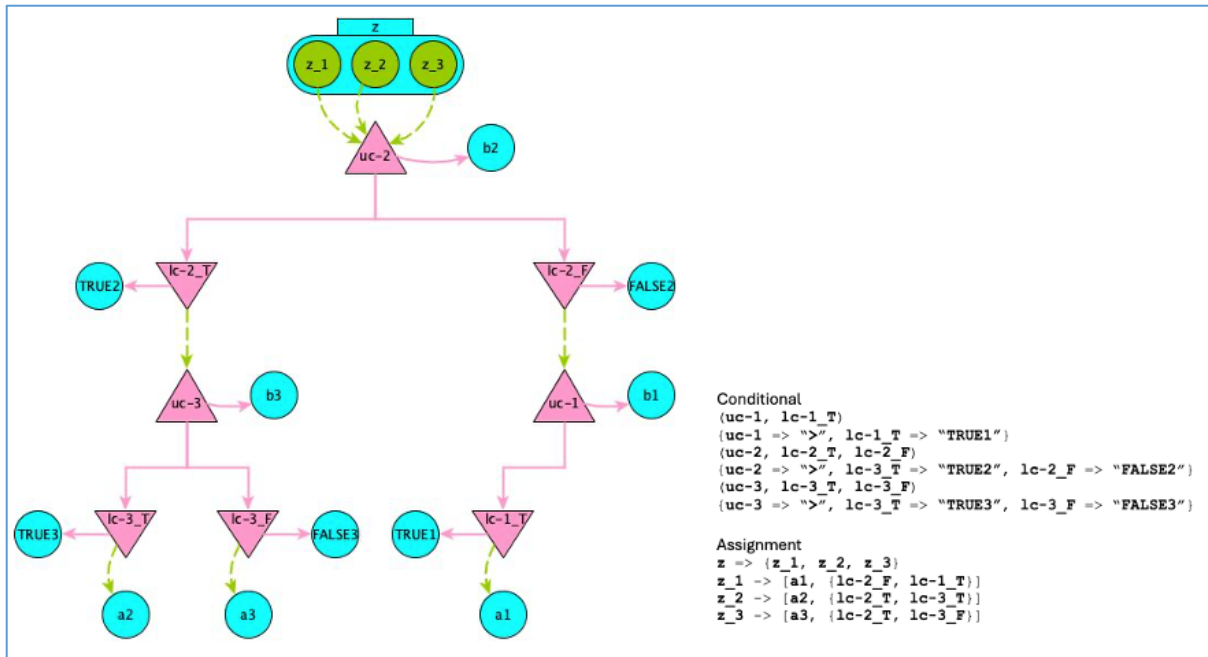 z
z_1 z_2 z_3
uc-2
b2
lc-2_T
lc-2_F
TRUE2
FALSE2
uc-3
b3
uc-1
b1
lc-3_T
lc-3_F
lc-1_T
TRUE3
FALSE3
TRUE1
a2
a3
a1
Conditional
(uc-1, lc-1_T)
{uc-1 => “>”, lc-1_T => “TRUE1”}
(uc-2, lc-2_T, lc-2_F)
{uc-2 => “>”, lc-3_T => “TRUE2”, lc-2_F => “FALSE2”}
(uc-3, lc-3_T, lc-3_F)
{uc-3 => “>”, lc-3_T => “TRUE3”, lc-3_F => “FALSE3”}
Assignment
z => {z_1, z_2, z_3}
z_1 -> [a1, {lc-2_F, lc-1_T}]
z_2 -> [a2, {lc-2_T, lc-3_T}]
z_3 -> [a3, {lc-2_T, lc-3_F}]